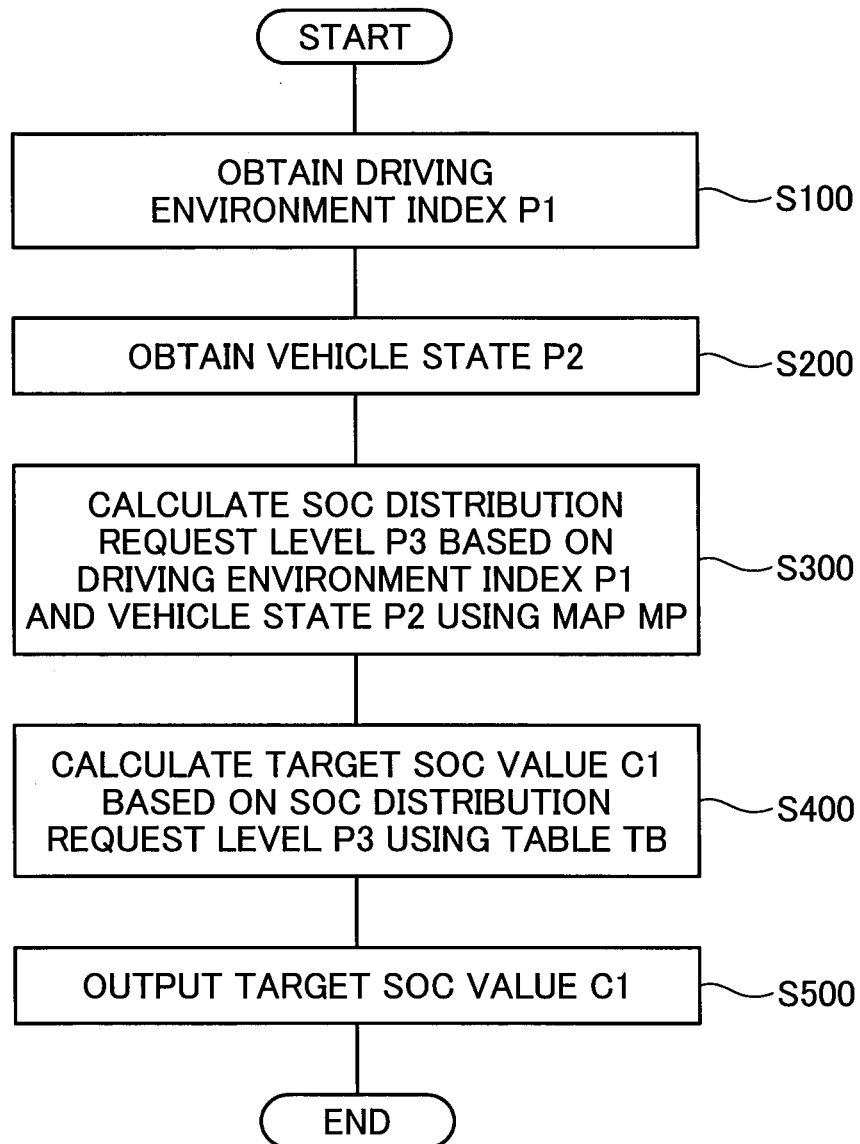 START
OBTAIN DRIVING
ENVIRONMENT INDEX P1
S100
OBTAIN VEHICLE STATE P2
S200
CALCULATE SOC DISTRIBUTION
REQUEST LEVEL P3 BASED ON
DRIVING ENVIRONMENT INDEX P1
AND VEHICLE STATE P2 USING MAP MP
S300
CALCULATE TARGET SOC VALUE C1
BASED ON SOC DISTRIBUTION
REQUEST LEVEL P3 USING TABLE TB
S400
OUTPUT TARGET SOC VALUE C1
S500
END